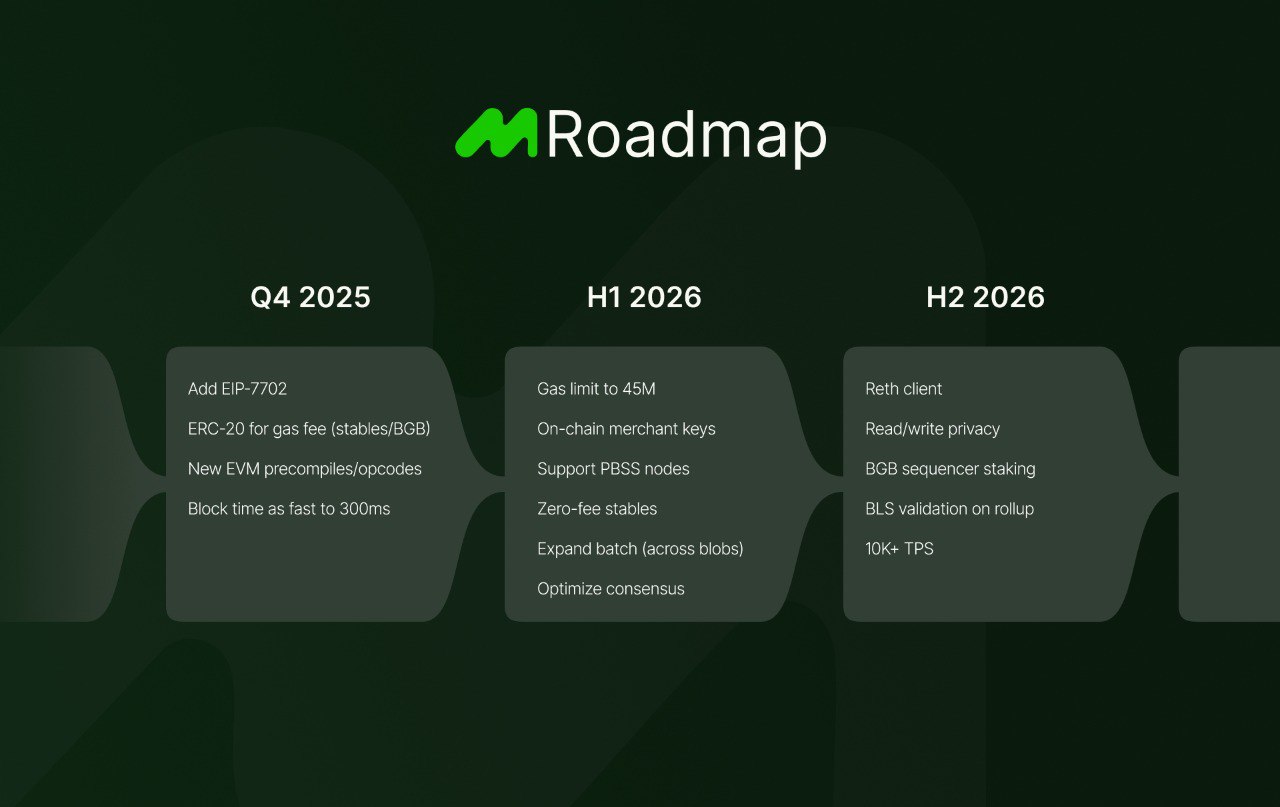 Roadmap
Q4 2025
Add EIP-7702
ERC-20 for gas fee (stables/BGB)
New EVM precompiles/opcodes
Block time as fast to 300ms
H1 2026
Gas limit to 45M
On-chain merchant keys
Support PBSS nodes
Zero-fee stables
Expand batch (across blobs)
Optimize consensus
H2 2026
Reth client
Read/write privacy
BGB sequencer staking
BLS validation on rollup
10K+ TPS